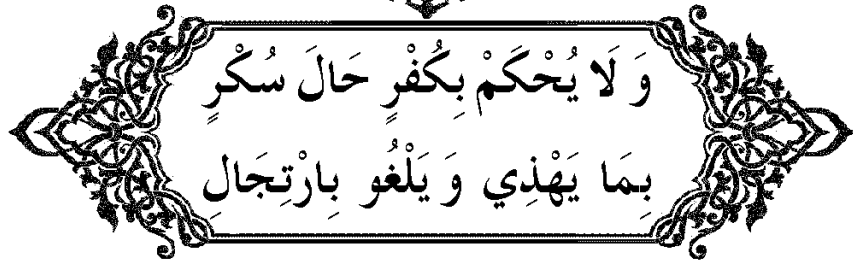 وَ لَا يُحْكَمْ بِكُفْرٍ حَالَ سُكْرٍ
بِمَا يَهْذِي وَ يَلْغُو بِارْتِجَالِ